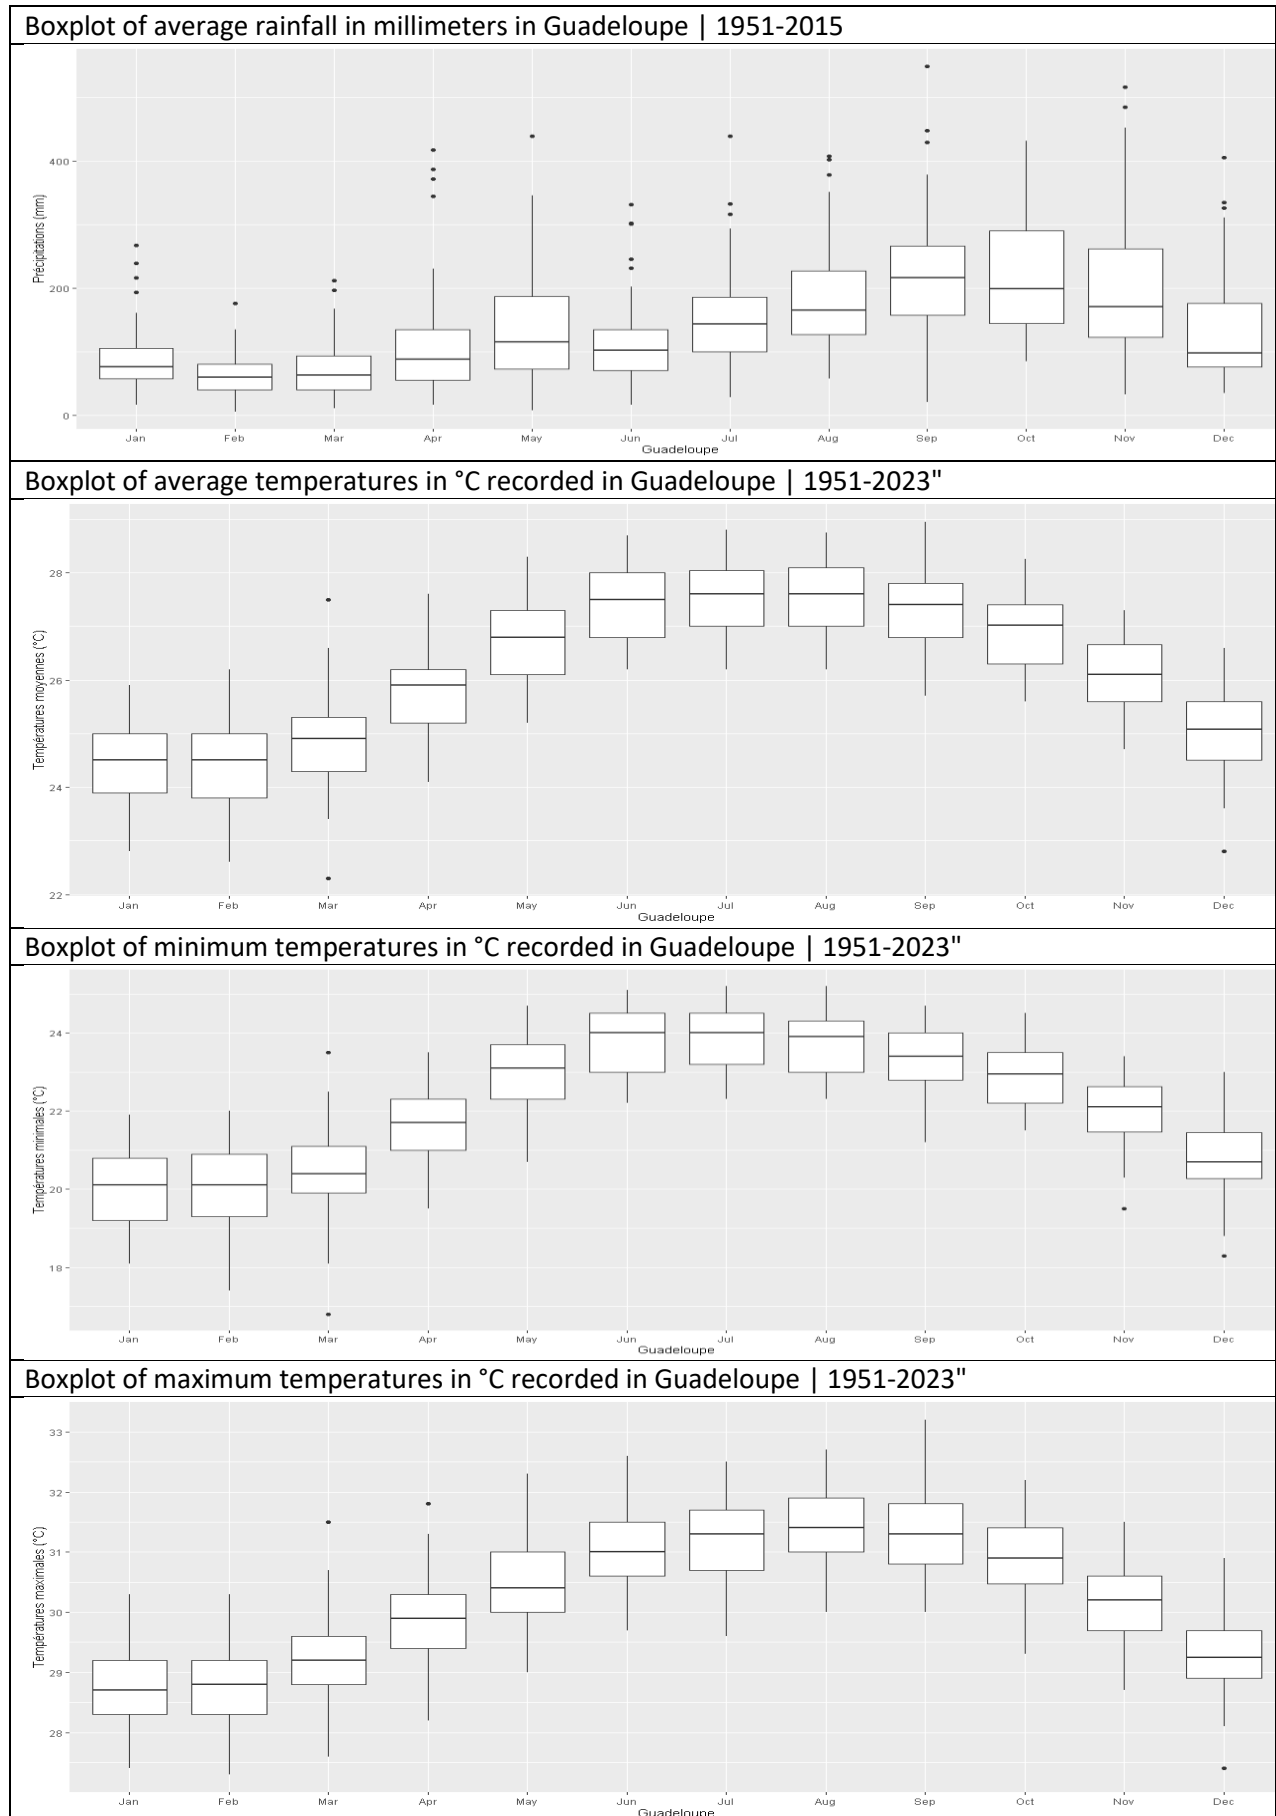 Boxplot of average rainfall in millimeters in Guadeloupe | 1951-2015
Précipitations (mm)
400
200
0
Jan Feb Mar Apr May Jun Jul Aug Sep Oct Nov Dec
Guadeloupe
Boxplot of average temperatures in °C recorded in Guadeloupe | 1951-2023"
Températures moyennes (°C)
28
26
24
22
Jan Feb Mar Apr May Jun Jul Aug Sep Oct Nov Dec
Guadeloupe
Boxplot of minimum temperatures in °C recorded in Guadeloupe | 1951-2023"
Températures minimales (°C)
24
22
20
18
Jan Feb Mar Apr May Jun Jul Aug Sep Oct Nov Dec
Guadeloupe
Boxplot of maximum temperatures in °C recorded in Guadeloupe | 1951-2023"
Températures maximales (°C)
33
32
31
30
29
28
Jan Feb Mar Apr May Jun Jul Aug Sep Oct Nov Dec
Guadeloupe